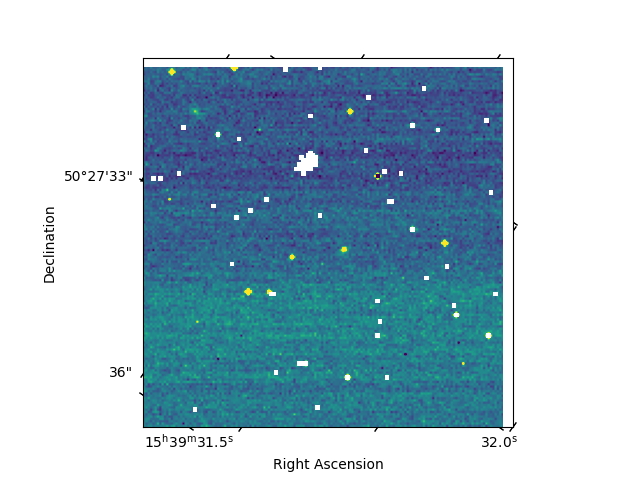 50°27'33"
Declination
36"
15ʰ39ᵐ31.5ˢ
32.0ˢ
Right Ascension